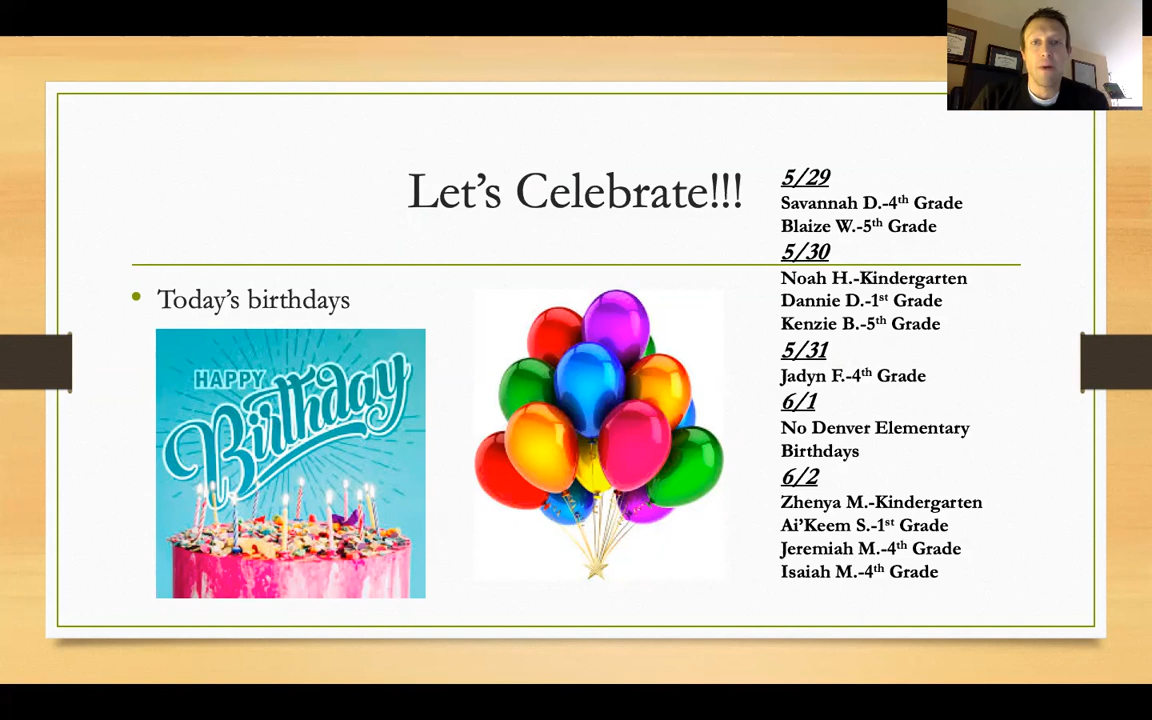 Let's Celebrate!!!
• Today's birthdays
HAPPY
Birthday
5/29
Savannah D.-4th Grade
Blaize W.-5th Grade
5/30
Noah H.-Kindergarten
Dannie D.-1st Grade
Kenzie B.-5th Grade
5/31
Jadyn F.-4th Grade
6/1
No Denver Elementary
Birthdays
6/2
Zhenya M.-Kindergarten
Ai'Keem S.-1st Grade
Jeremiah M.-4th Grade
Isaiah M.-4th Grade